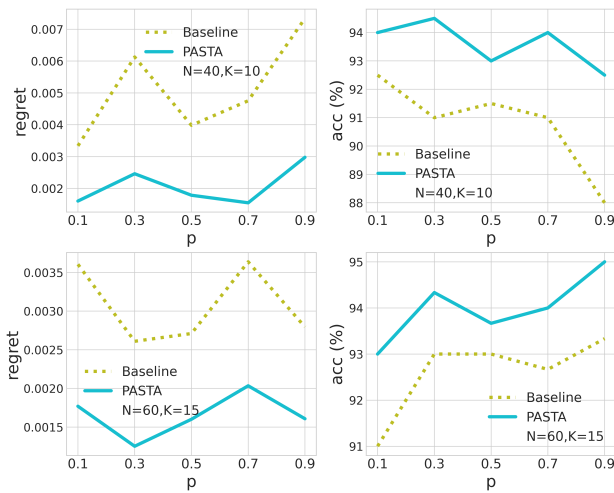 0.007
0.006
0.005
0.004
0.003
0.002
regret
Baseline
PASTA
N=40,K=10
0.1 0.3 0.5 0.7 0.9
p
94
93
92
91
90
89
88
acc (%)
Baseline
PASTA
N=40,K=10
0.1 0.3 0.5 0.7 0.9
p
0.0035
0.0030
0.0025
0.0020
0.0015
regret
Baseline
PASTA
N=60,K=15
0.1 0.3 0.5 0.7 0.9
p
95
94
93
92
91
acc (%)
Baseline
PASTA
N=60,K=15
0.1 0.3 0.5 0.7 0.9
p